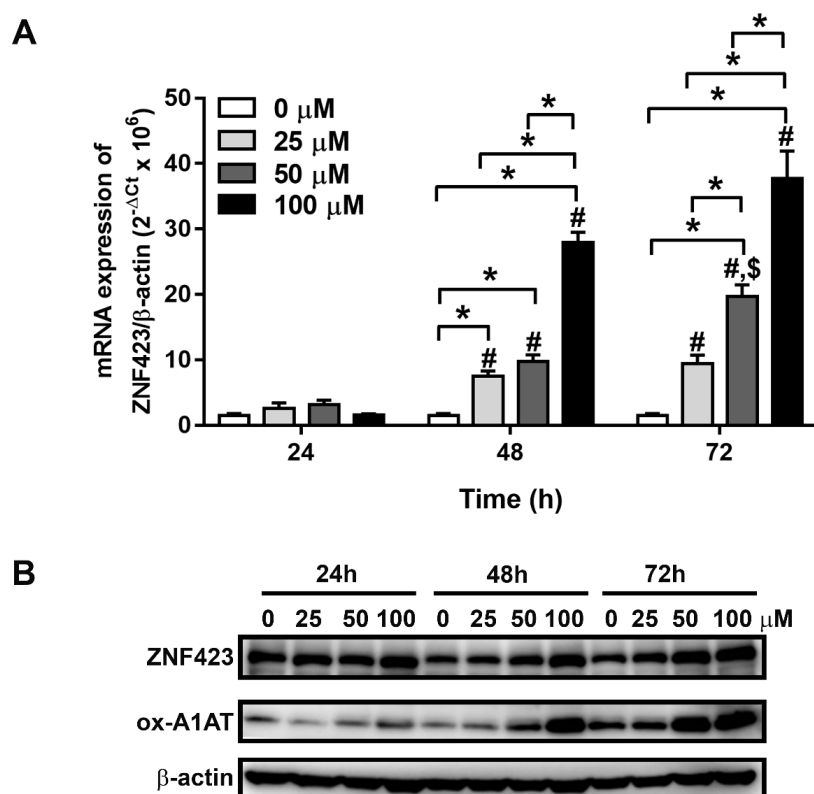 A
mRNA expression of
ZNF423/β-actin (2^-ΔCt x 10^6)
50
40
30
20
10
0
0 μM
25 μM
50 μM
100 μM
*
*
*
*
*
#
#
#
*
*
*
*
*
#
#,$
#
24
48
72
Time (h)
B
24h 48h 72h
0 25 50 100 0 25 50 100 0 25 50 100 μM
ZNF423
ox-A1AT
β-actin